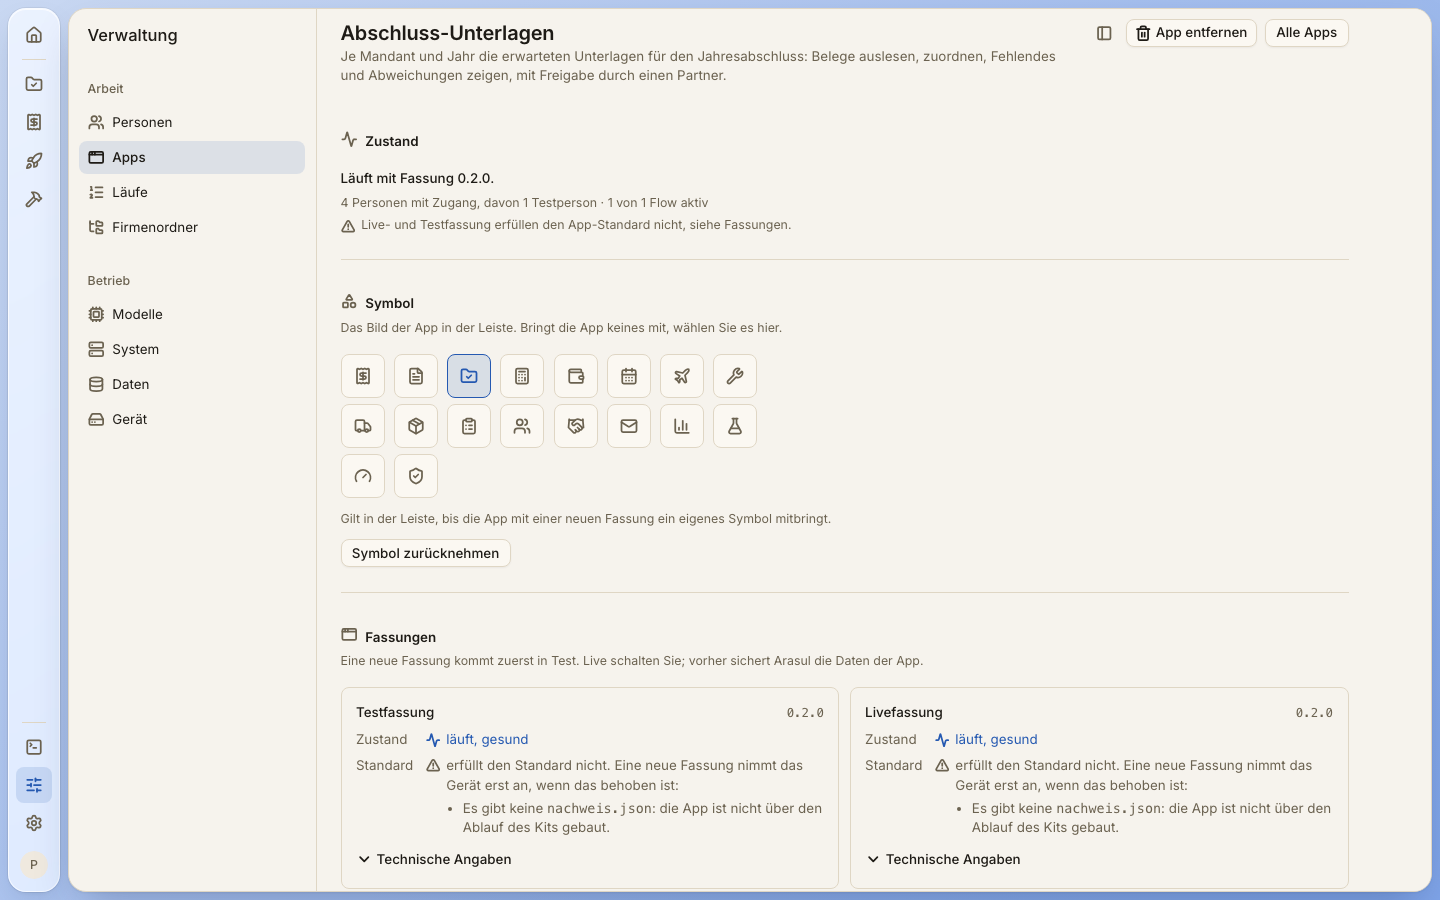 Verwaltung
Arbeit
Personen
Apps
Läufe
Firmenordner
Betrieb
Modelle
System
Daten
Gerät
P
Abschluss-Unterlagen
App entfernen
Alle Apps
Je Mandant und Jahr die erwarteten Unterlagen für den Jahresabschluss: Belege auslesen, zuordnen, Fehlendes
und Abweichungen zeigen, mit Freigabe durch einen Partner.
Zustand
Läuft mit Fassung 0.2.0.
4 Personen mit Zugang, davon 1 Testperson · 1 von 1 Flow aktiv
Live- und Testfassung erfüllen den App-Standard nicht, siehe Fassungen.
Symbol
Das Bild der App in der Leiste. Bringt die App keines mit, wählen Sie es hier.
Gilt in der Leiste, bis die App mit einer neuen Fassung ein eigenes Symbol mitbringt.
Symbol zurücknehmen
Fassungen
Eine neue Fassung kommt zuerst in Test. Live schalten Sie; vorher sichert Arasul die Daten der App.
Testfassung 0.2.0
Zustand läuft, gesund
Standard erfüllt den Standard nicht. Eine neue Fassung nimmt das
Gerät erst an, wenn das behoben ist:
• Es gibt keine nachweis.json: die App ist nicht über den
Ablauf des Kits gebaut.
Technische Angaben
Livefassung 0.2.0
Zustand läuft, gesund
Standard erfüllt den Standard nicht. Eine neue Fassung nimmt das
Gerät erst an, wenn das behoben ist:
• Es gibt keine nachweis.json: die App ist nicht über den
Ablauf des Kits gebaut.
Technische Angaben